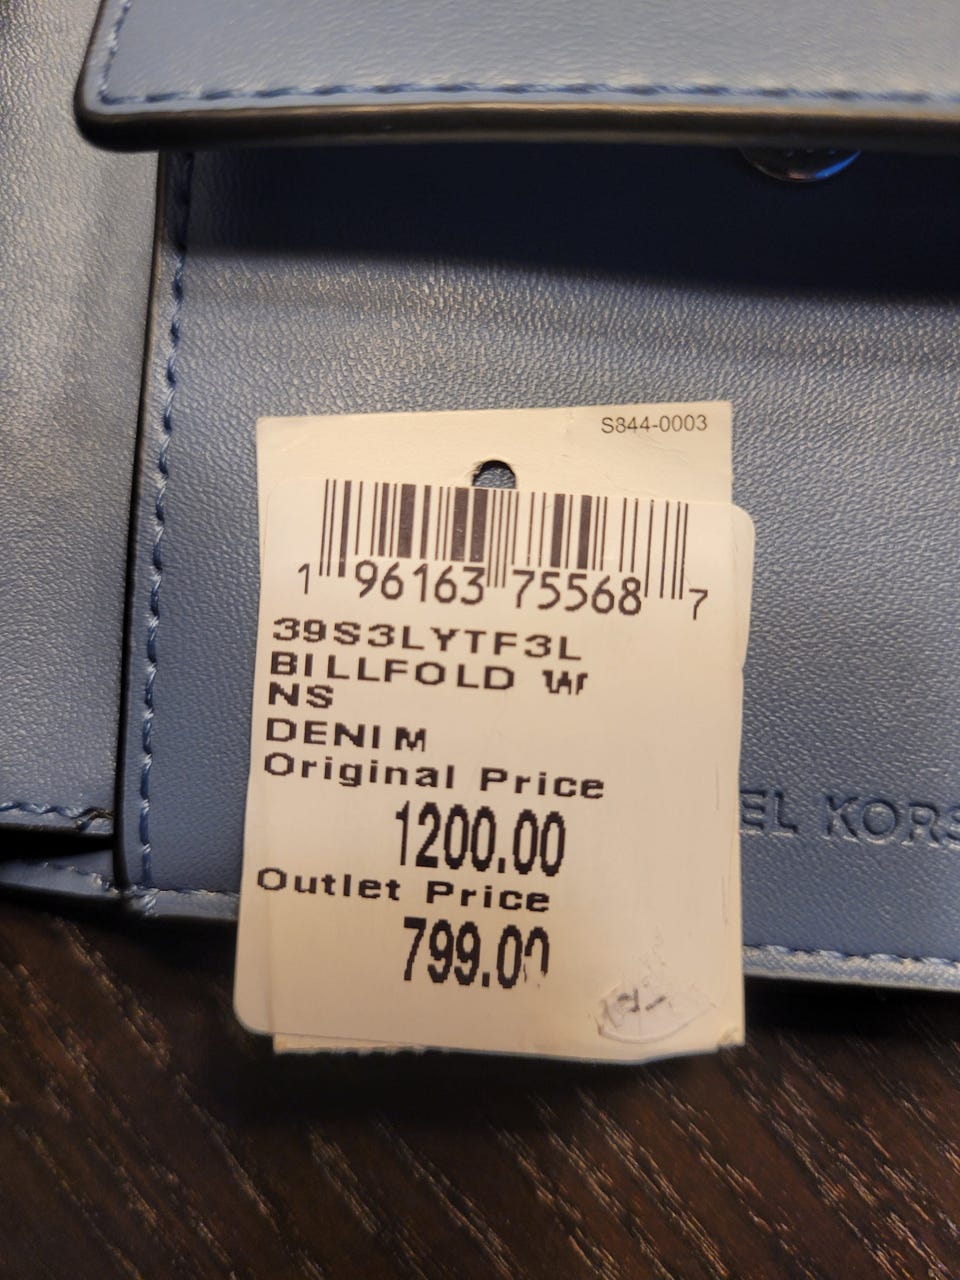 S844-0003
1 96163 75568 7
39S3LYTF3L
BILLFOLD W
NS
DENIM
Original Price
1200.00
EL KORS
Outlet Price
799.00